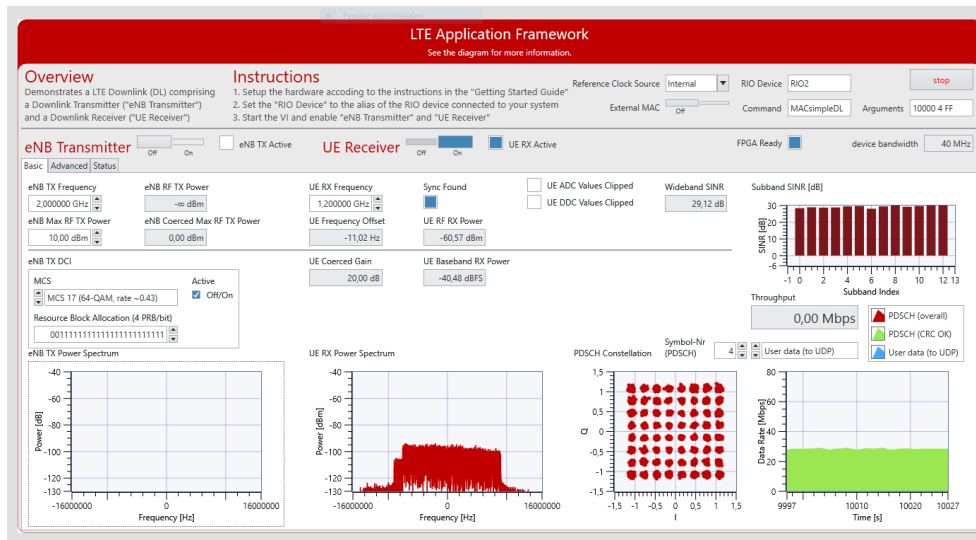 Fenster ausschneiden
LTE Application Framework
See the diagram for more information.
Overview
Demonstrates a LTE Downlink (DL) comprising
a Downlink Transmitter ("eNB Transmitter")
and a Downlink Receiver ("UE Receiver")
Instructions
1. Setup the hardware accoding to the instructions in the "Getting Started Guide"
2. Set the "RIO Device" to the alias of the RIO device connected to your system
3. Start the VI and enable "eNB Transmitter" and "UE Receiver"
Reference Clock Source Internal
RIO Device RIO2
stop
External MAC Off
Command MACsimpleDL
Arguments 10000 4 FF
eNB Transmitter Off On eNB TX Active
UE Receiver Off On UE RX Active
FPGA Ready
device bandwidth 40 MHz
Basic Advanced Status
eNB TX Frequency
2,000000 GHz
eNB RF TX Power
-∞ dBm
eNB Max RF TX Power
10,00 dBm
eNB Coerced Max RF TX Power
0,00 dBm
UE RX Frequency
1,200000 GHz
Sync Found
UE ADC Values Clipped
UE DDC Values Clipped
Wideband SINR
29,12 dB
UE Frequency Offset
-11,02 Hz
UE RF RX Power
-60,57 dBm
eNB TX DCI
MCS
MCS 17 (64-QAM, rate ~0.43)
Active
Off/On
Resource Block Allocation (4 PRB/bit)
0011111111111111111111111
UE Coerced Gain
20,00 dB
UE Baseband RX Power
-40,48 dBFS
Subband SINR [dB]
SINR [dB]
30
20
10
0
-6
-1 0 2 4 6 8 10 12 13
Subband Index
Throughput
0,00 Mbps
PDSCH (overall)
PDSCH (CRC OK)
User data (to UDP)
eNB TX Power Spectrum
Power [dB]
-40
-60
-80
-100
-120
-130
-16000000 0 16000000
Frequency [Hz]
UE RX Power Spectrum
Power [dBm]
-40
-60
-80
-100
-120
-130
-16000000 0 16000000
Frequency [Hz]
PDSCH Constellation
Symbol-Nr
(PDSCH)
4
User data (to UDP)
Q
1,5
1
0,5
0
-0,5
-1
-1,5
-1,5 -1 -0,5 0 0,5 1 1,5
I
Data Rate [Mbps]
80
60
40
20
0
9997 10010 10020 10027
Time [s]